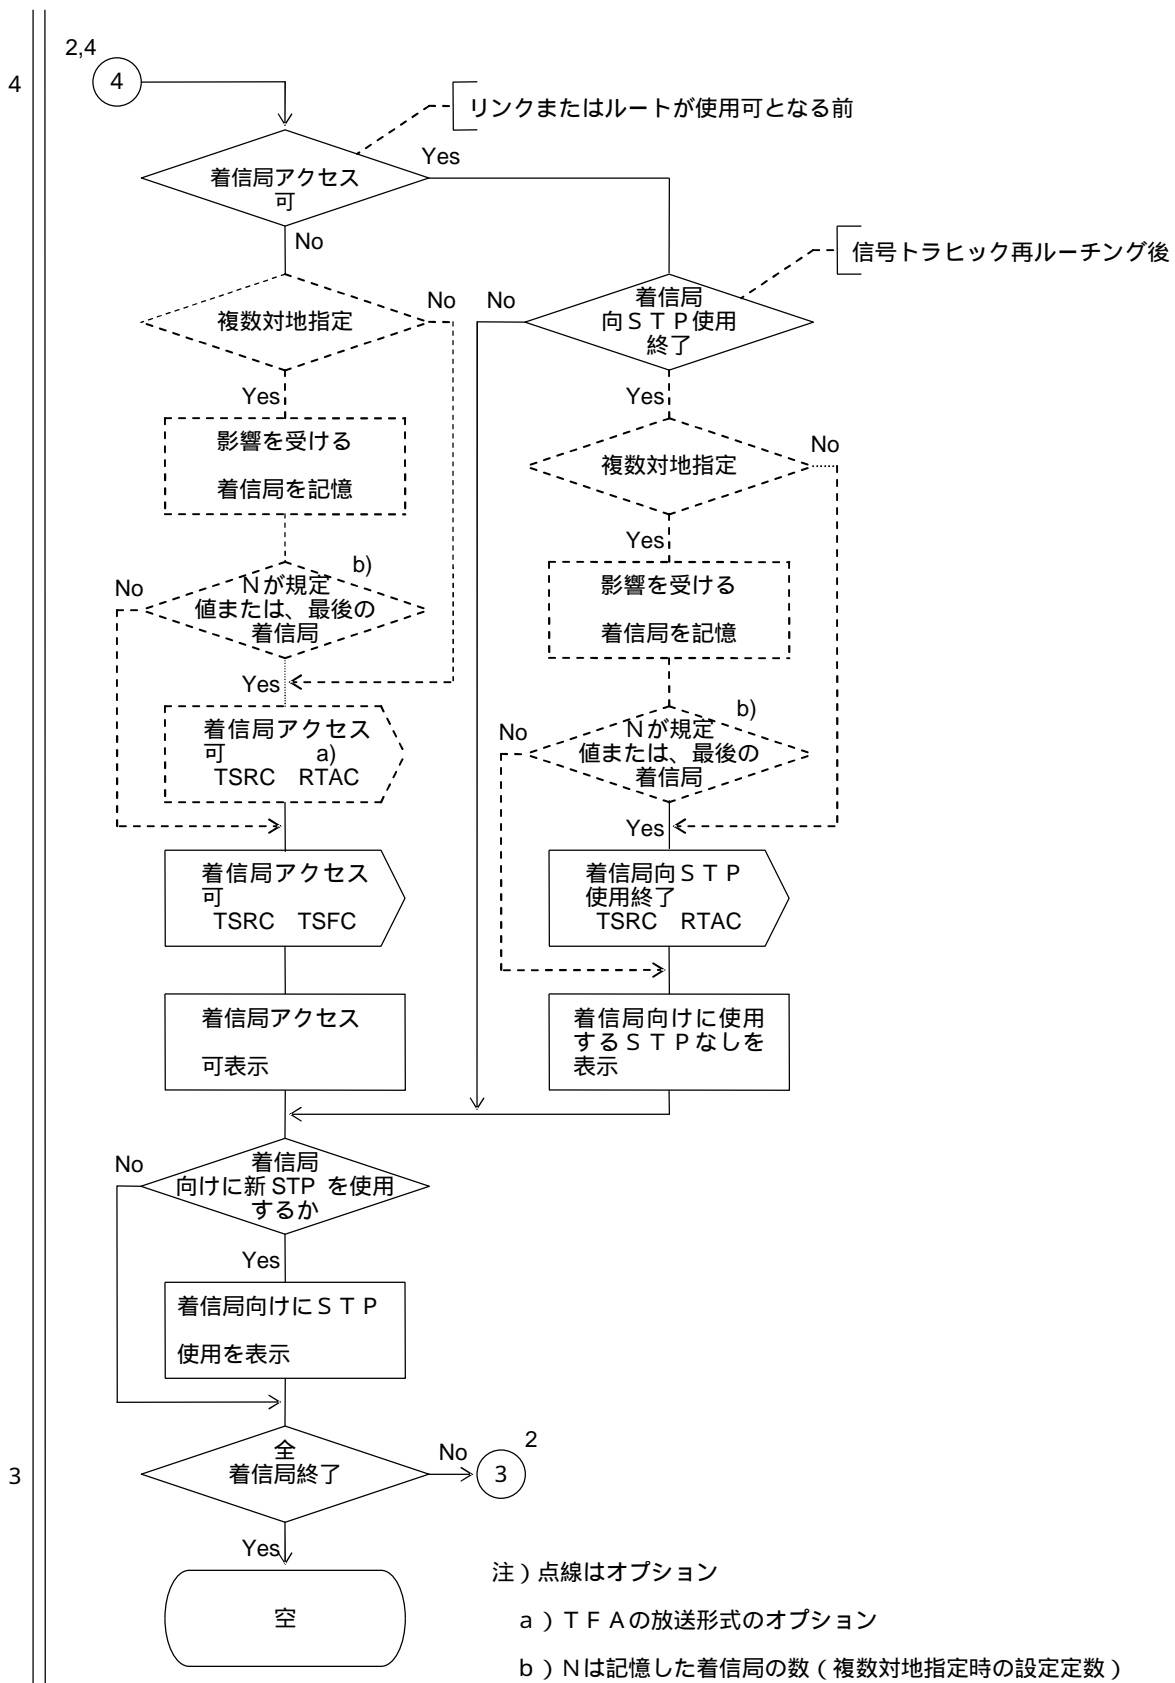 2,4
4
4
リンクまたはルートが使用可となる前
着信局アクセス
可
Yes
No
信号トラヒック再ルーチング後
複数対地指定
No
No
着信局
向STP使用
終了
Yes
Yes
影響を受ける
着信局を記憶
複数対地指定
No
Yes
b)
No
Nが規定
値または、最後の
着信局
影響を受ける
着信局を記憶
Yes
着信局アクセス
可 a)
TSRC RTAC
b)
No
Nが規定
値または、最後の
着信局
Yes
着信局アクセス
可
TSRC TSFC
着信局向STP
使用終了
TSRC RTAC
着信局アクセス
可表示
着信局向けに使用
するSTPなしを
表示
No
着信局
向けに新 STP を使用
するか
Yes
着信局向けにSTP
使用を表示
3
全
着信局終了
No
2
3
Yes
空
注）点線はオプション
a）TFAの放送形式のオプション
b）Nは記憶した着信局の数（複数対地指定時の設定定数）